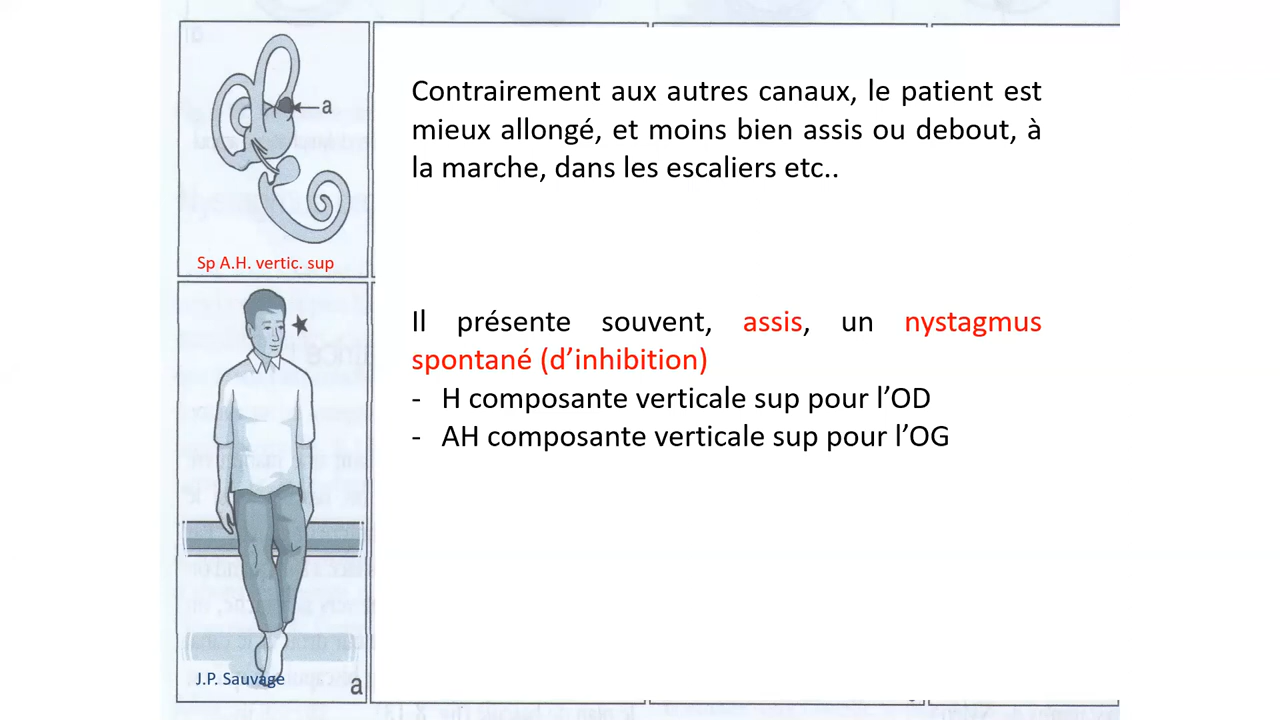 a
Sp A.H. vertic. sup
Contrairement aux autres canaux, le patient est
mieux allongé, et moins bien assis ou debout, à
la marche, dans les escaliers etc..
Il présente souvent, assis, un nystagmus
spontané (d’inhibition)
- H composante verticale sup pour l’OD
- AH composante verticale sup pour l’OG
J.P. Sauvage
a